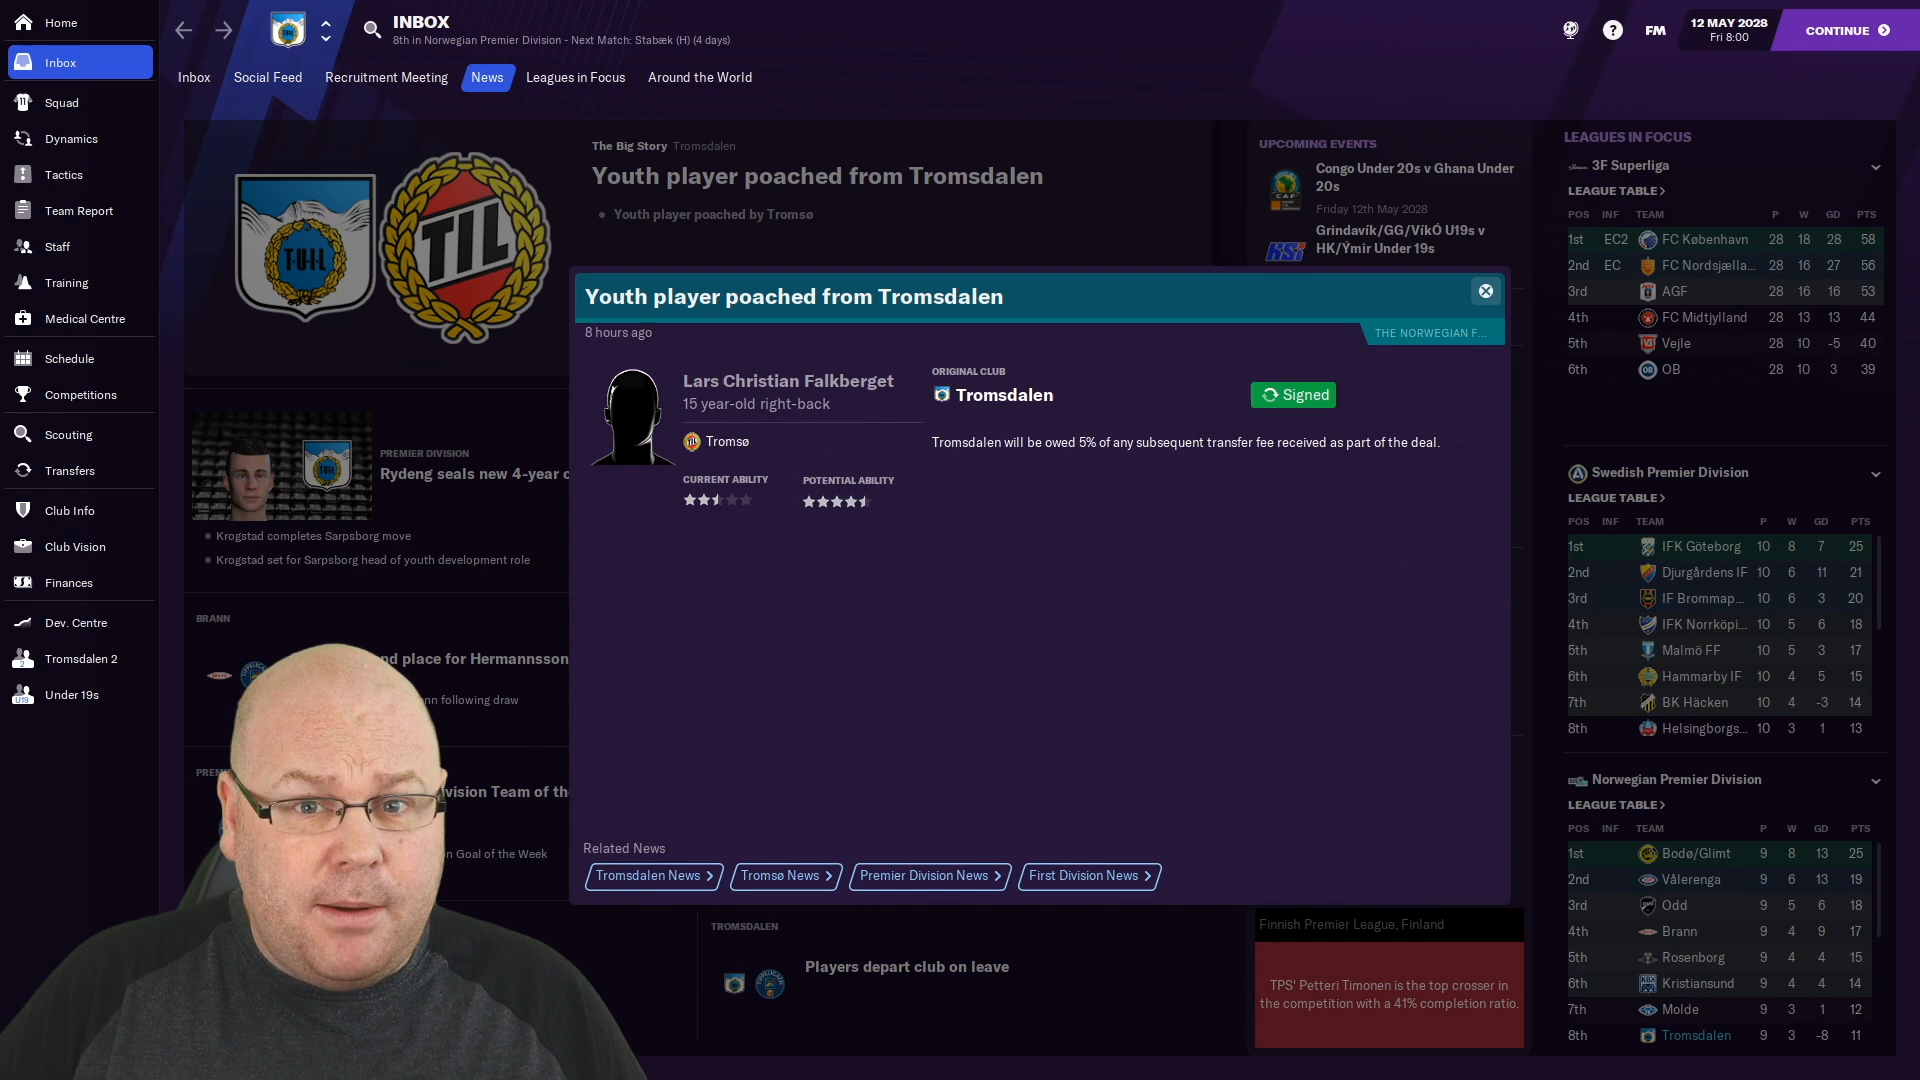 Home
Inbox
Squad
Dynamics
Tactics
Team Report
Staff
Training
Medical Centre
Schedule
Competitions
Scouting
Transfers
Club Info
Club Vision
Finances
Dev. Centre
Tromsdalen 2
Under 19s
INBOX
8th in Norwegian Premier Division - Next Match: Stabæk (H) (4 days)
FM
12 MAY 2028
Fri 8:00
CONTINUE
Inbox
Social Feed
Recruitment Meeting
News
Leagues in Focus
Around the World
T.U.I.L
TIL
The Big Story Tromsdalen
Youth player poached from Tromsdalen
Youth player poached by Tromsø
PREMIER DIVISION
Rydeng seals new 4-year
Krogstad completes Sarpsborg move
Krogstad set for Sarpsborg head of youth development role
BRANN
nd place for Hermannsson
nn following draw
vision Team of the
n Goal of the Week
Youth player poached from Tromsdalen
8 hours ago
THE NORWEGIAN F...
Lars Christian Falkberget
15 year-old right-back
Tromsø
CURRENT ABILITY
POTENTIAL ABILITY
ORIGINAL CLUB
Tromsdalen
Signed
Tromsdalen will be owed 5% of any subsequent transfer fee received as part of the deal.
Related News
Tromsdalen News
Tromsø News
Premier Division News
First Division News
TROMSDALEN
Players depart club on leave
UPCOMING EVENTS
Congo Under 20s v Ghana Under
20s
Friday 12th May 2028
Grindavík/GG/VíkÓ U19s v
HK/Ýmir Under 19s
Finnish Premier League, Finland
TPS' Petteri Timonen is the top crosser in
the competition with a 41% completion ratio.
LEAGUES IN FOCUS
3F Superliga
LEAGUE TABLE
POS INF TEAM P W GD PTS
1st EC2 FC København 28 18 28 58
2nd EC FC Nordsjælla... 28 16 27 56
3rd AGF 28 16 16 53
4th FC Midtjylland 28 13 13 44
5th Vejle 28 10 -5 40
6th OB 28 10 3 39
Swedish Premier Division
LEAGUE TABLE
POS INF TEAM P W GD PTS
1st IFK Göteborg 10 8 7 25
2nd Djurgårdens IF 10 6 11 21
3rd IF Brommap... 10 6 3 20
4th IFK Norrköpi... 10 5 6 18
5th Malmö FF 10 5 3 17
6th Hammarby IF 10 4 5 15
7th BK Häcken 10 4 -3 14
8th Helsingborgs... 10 3 1 13
Norwegian Premier Division
LEAGUE TABLE
POS INF TEAM P W GD PTS
1st Bodø/Glimt 9 8 13 25
2nd Vålerenga 9 6 13 19
3rd Odd 9 5 6 18
4th Brann 9 4 9 17
5th Rosenborg 9 4 4 15
6th Kristiansund 9 4 4 14
7th Molde 9 3 1 12
8th Tromsdalen 9 3 -8 11